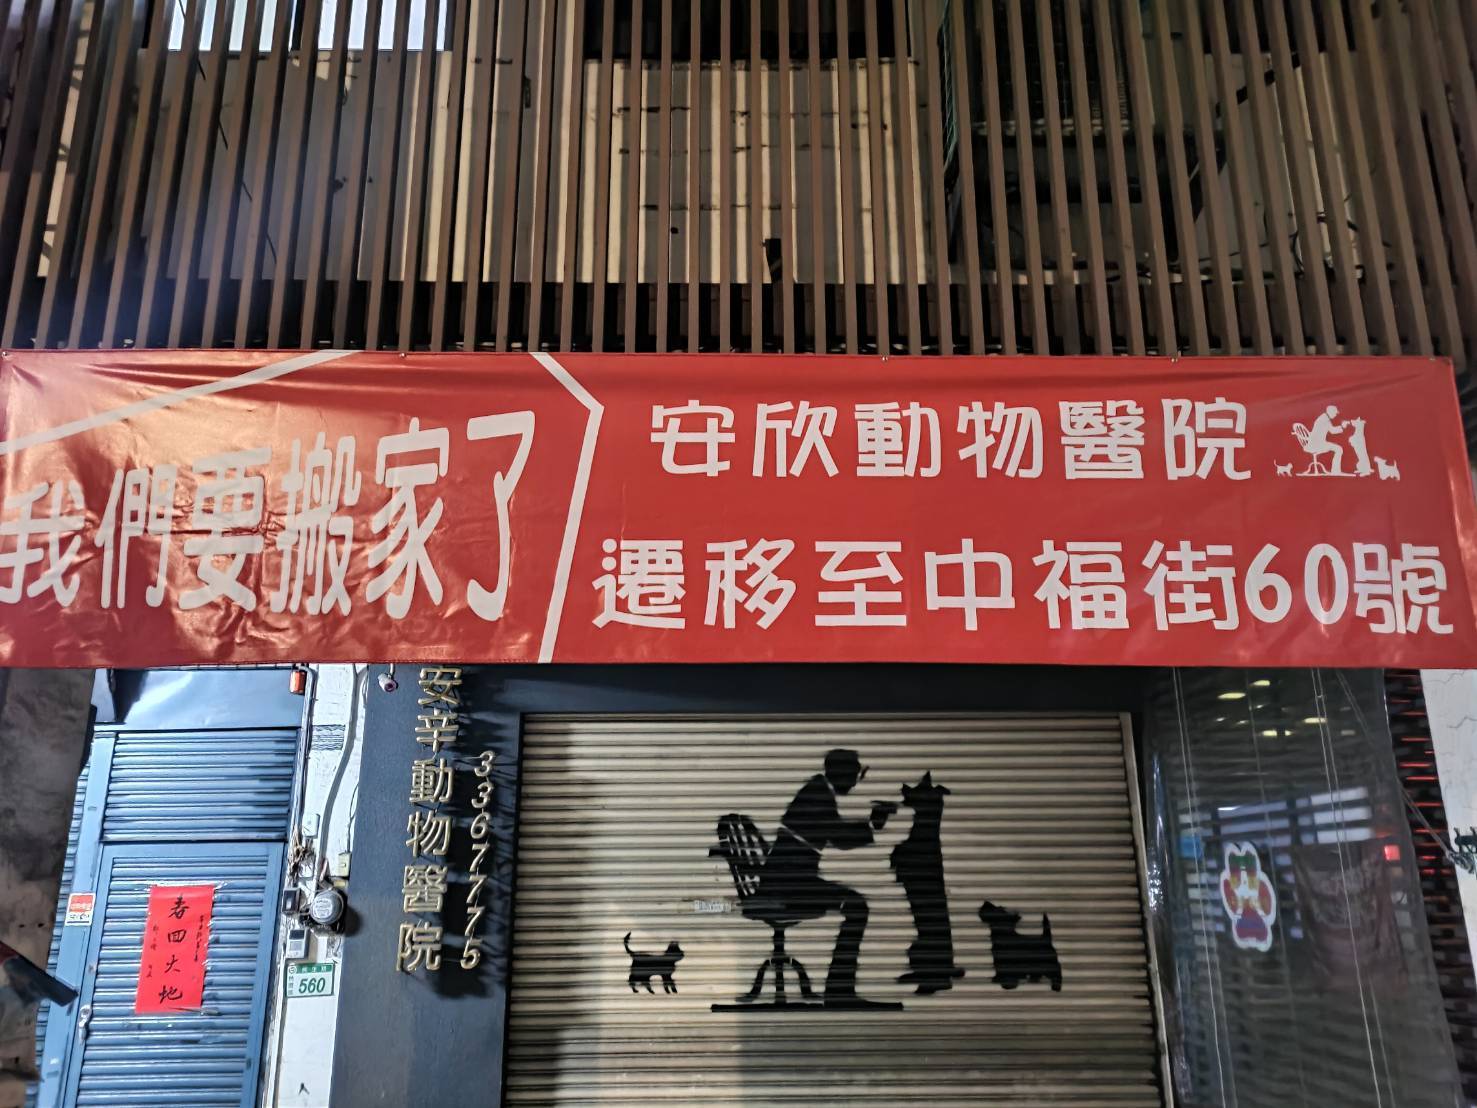 我們要搬家了
安欣動物醫院
遷移至中福街60號
安辛動物醫院
3367775
春回大地
560